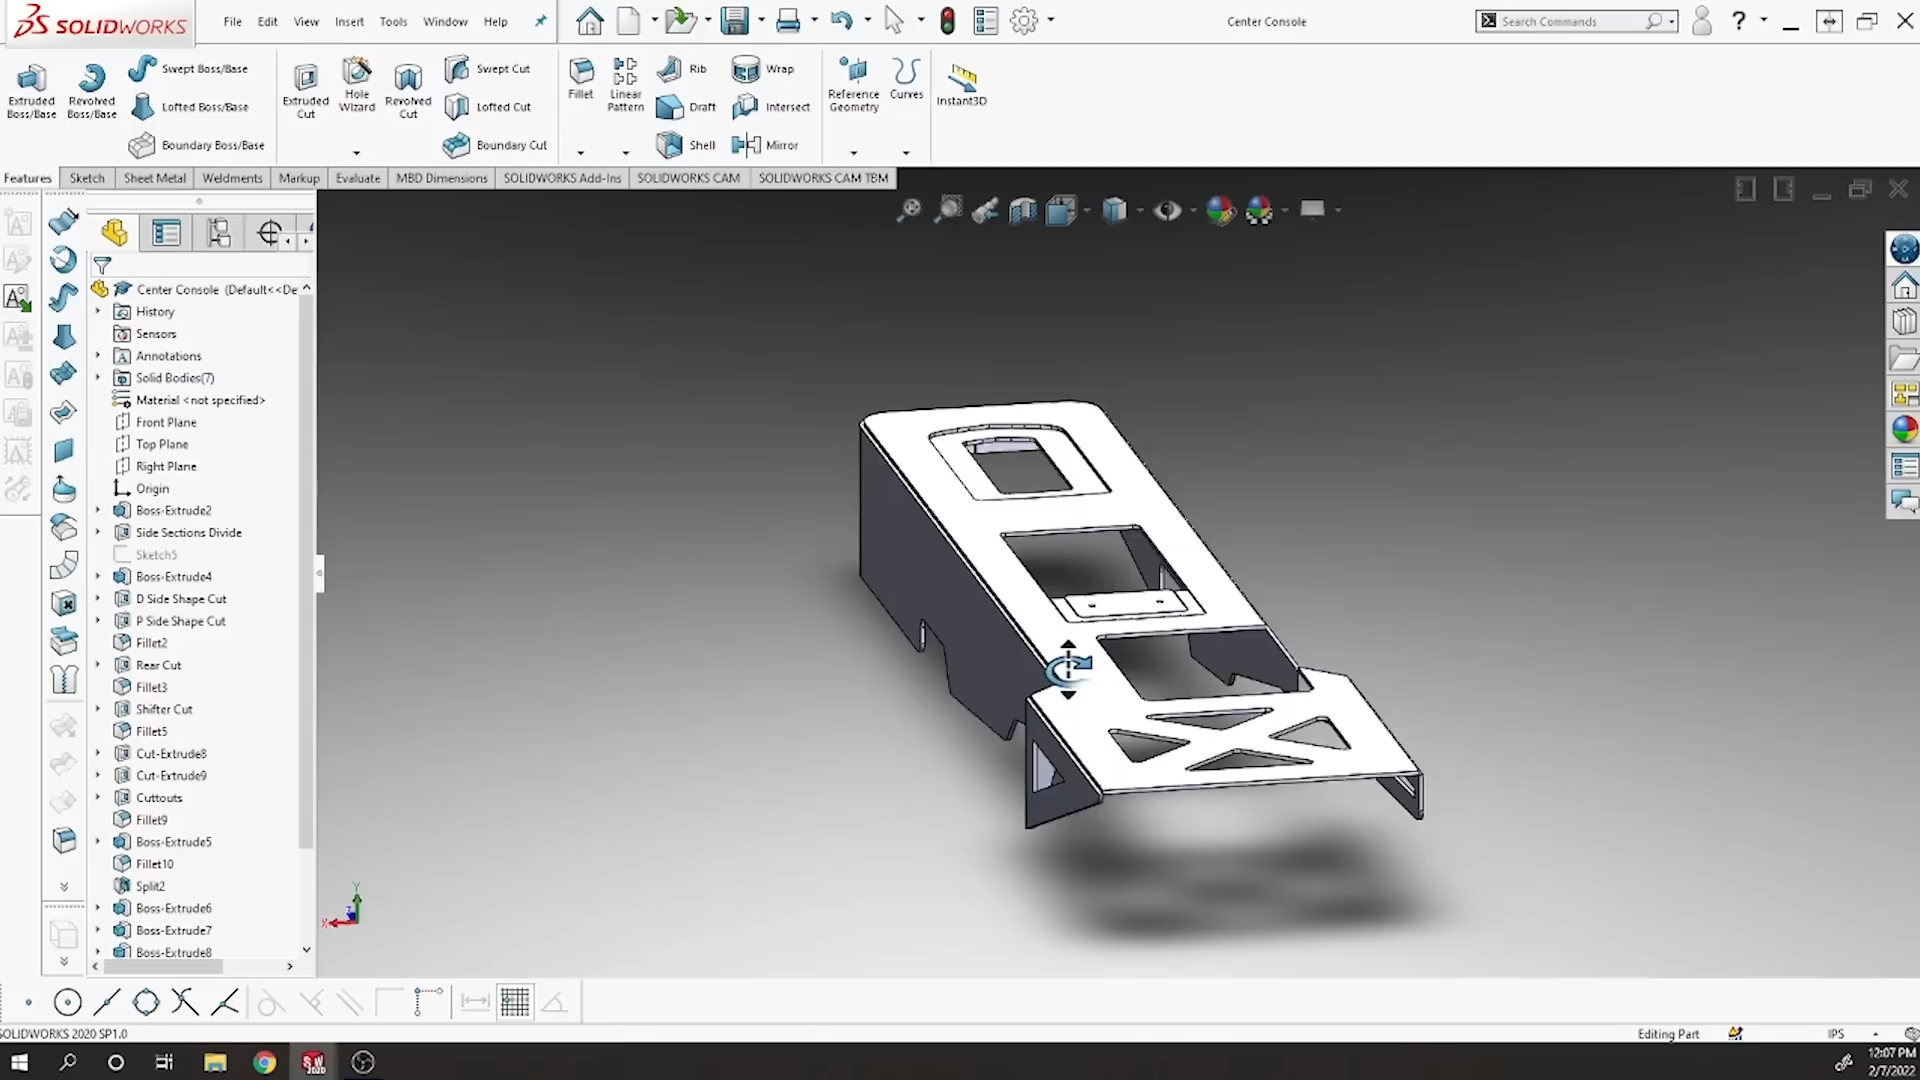 SOLIDWORKS File Edit View Insert Tools Window Help Center Console Search Commands ?
Extruded Boss/Base
Revolved Boss/Base
Swept Boss/Base
Lofted Boss/Base
Boundary Boss/Base
Extruded Cut
Hole Wizard
Revolved Cut
Swept Cut
Lofted Cut
Boundary Cut
Fillet
Linear Pattern
Rib
Draft
Shell
Wrap
Intersect
Mirror
Reference Geometry
Curves
Instant3D
Features Sketch Sheet Metal Weldments Markup Evaluate MBD Dimensions SOLIDWORKS Add-Ins SOLIDWORKS CAM SOLIDWORKS CAM TBM
Center Console (Default<<De
History
Sensors
Annotations
Solid Bodies(7)
Material <not specified>
Front Plane
Top Plane
Right Plane
Origin
Boss-Extrude2
Side Sections Divide
Sketch5
Boss-Extrude4
D Side Shape Cut
P Side Shape Cut
Fillet2
Rear Cut
Fillet3
Shifter Cut
Fillet5
Cut-Extrude8
Cut-Extrude9
Cuttouts
Fillet9
Boss-Extrude5
Fillet10
Split2
Boss-Extrude6
Boss-Extrude7
Boss-Extrude8
Y
X
Z
SOLIDWORKS 2020 SP1.0
Editing Part
IPS
12:07 PM
2/7/2022